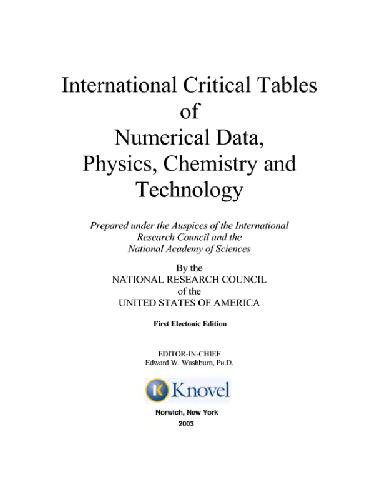 International Critical Tables
of
Numerical Data,
Physics, Chemistry and
Technology
Prepared under the Auspices of the International
Research Council and the
National Academy of Sciences
By the
NATIONAL RESEARCH COUNCIL
of the
UNITED STATES OF AMERICA
First Electonic Edition
EDITOR-IN-CHIEF
Edward W. Washburn, Ph.D.
K Knovel
Norwich, New York
2003